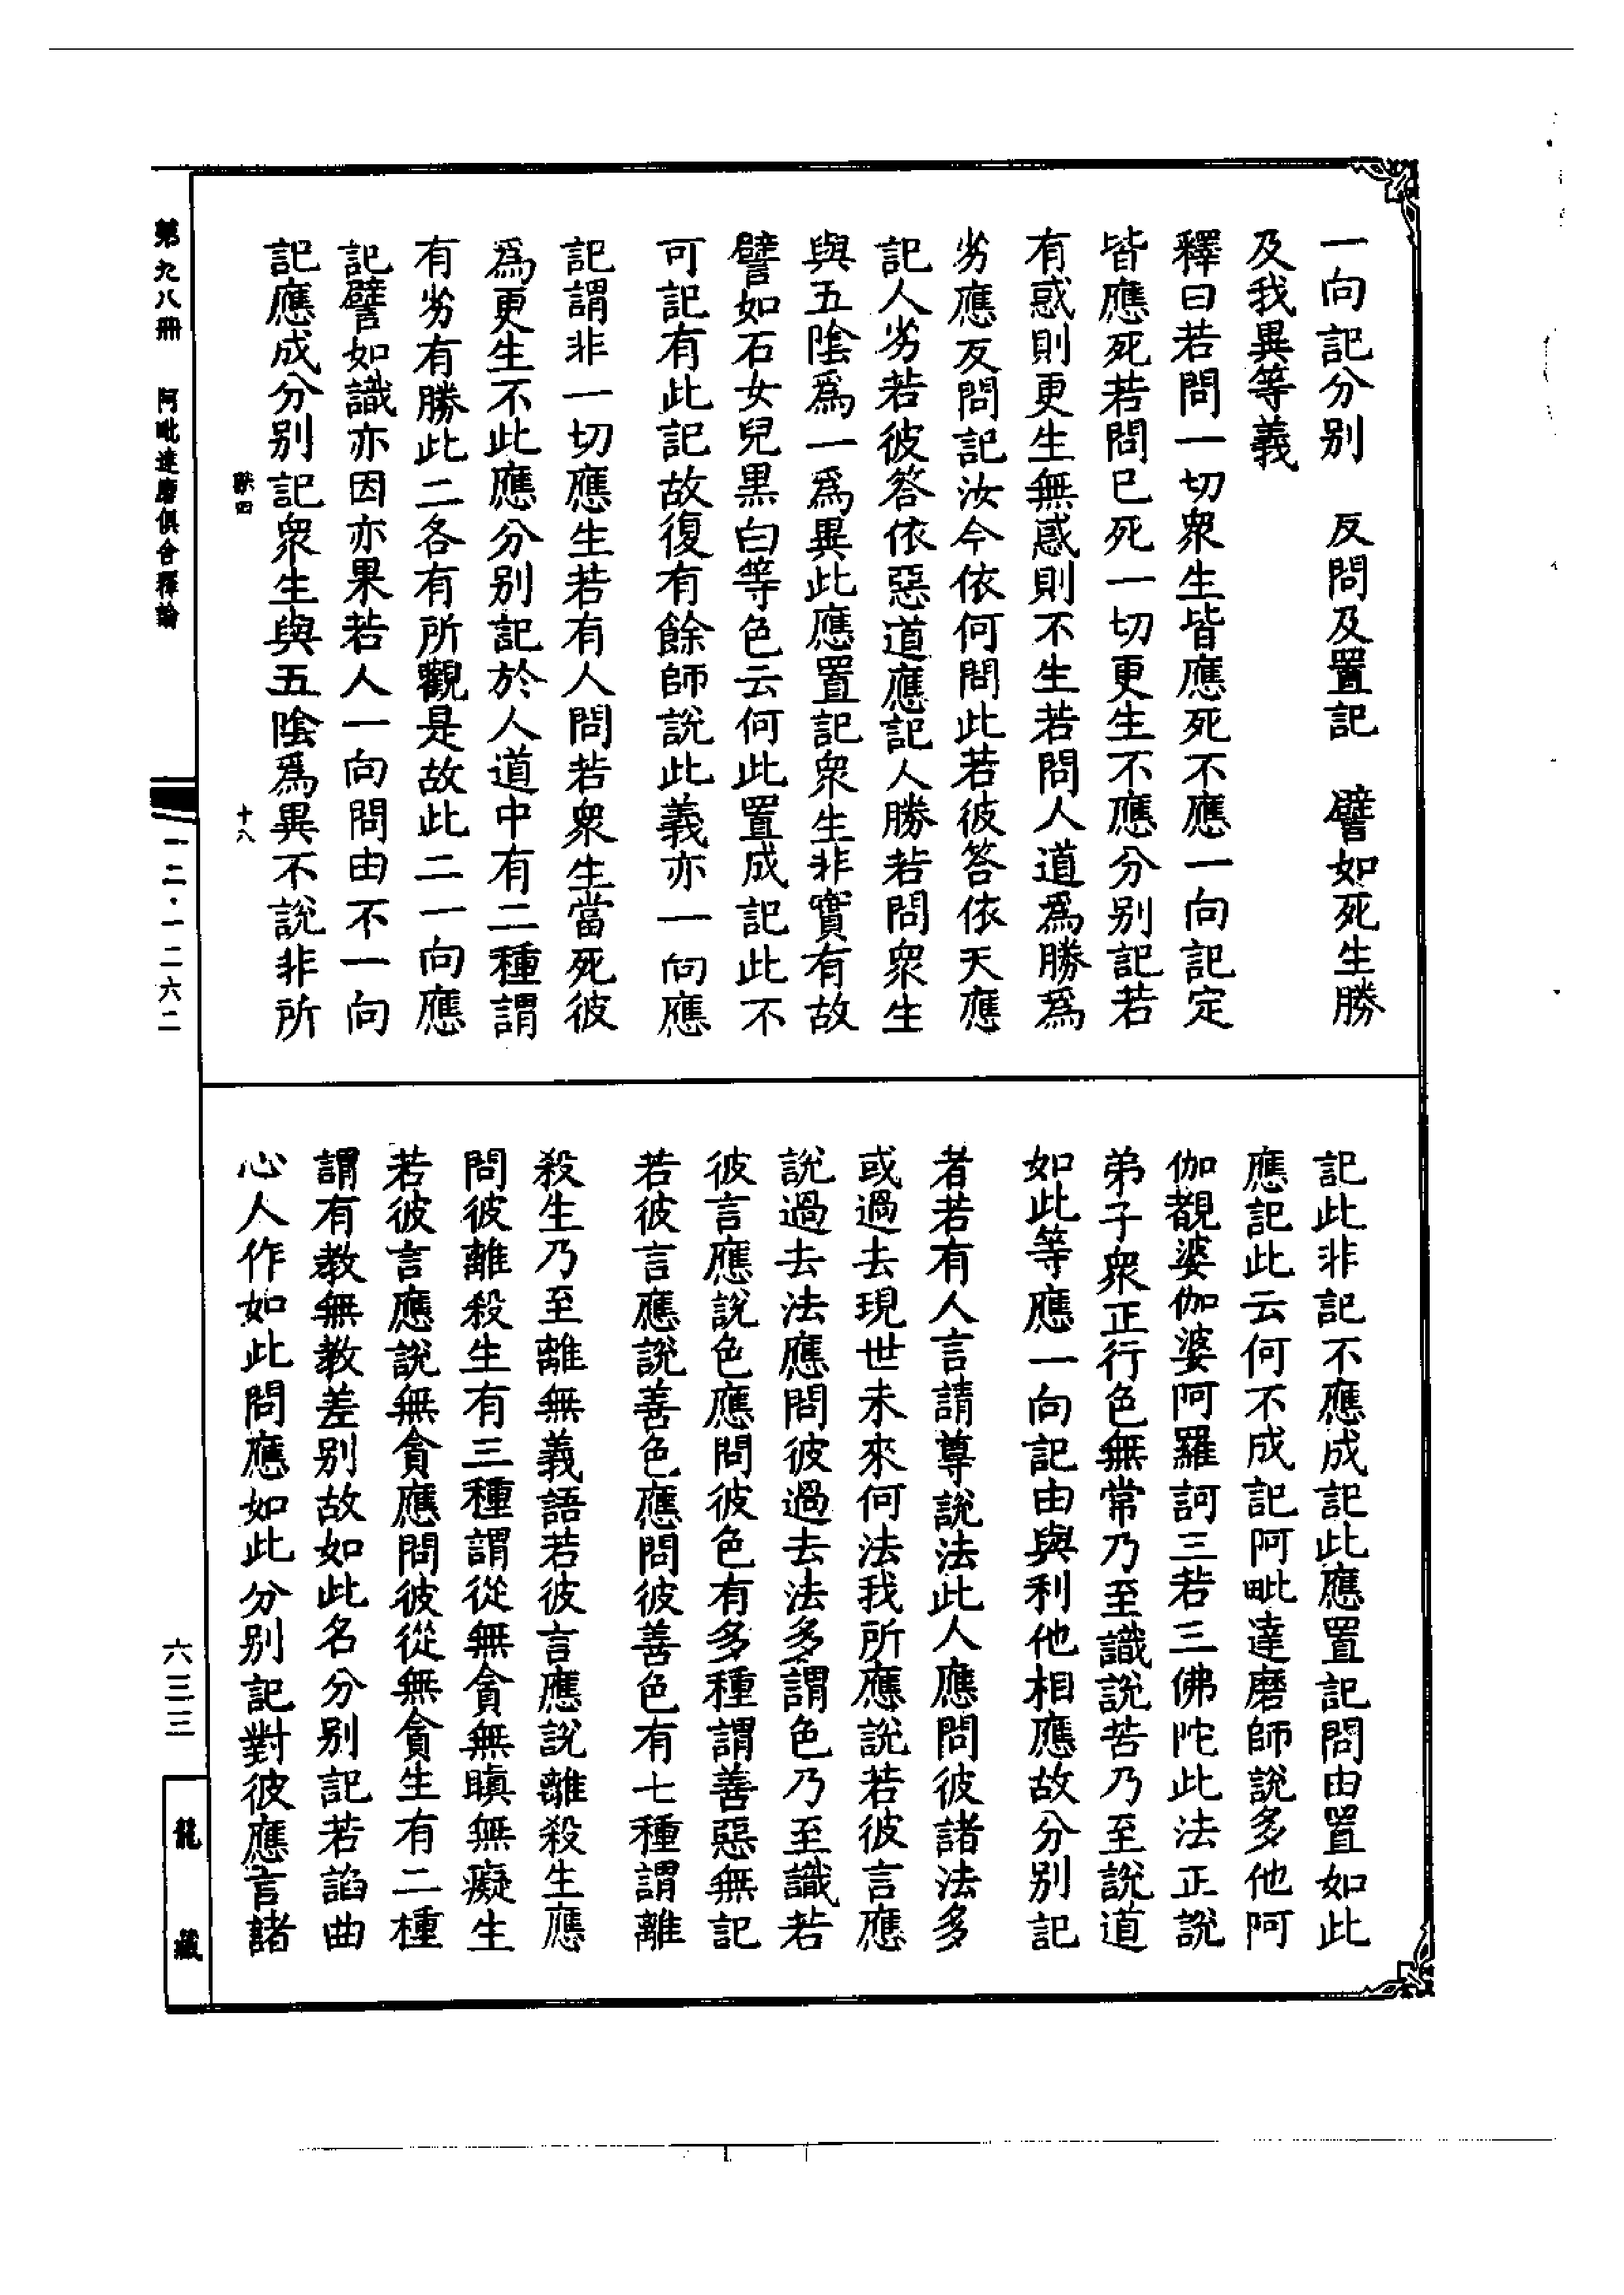 一向記分別　反問及置記　譬如死生勝
及我異等義
釋曰若問一切衆生皆應死不應一向記定
皆應死若問已死一切更生不應分別記若
有惑則更生無惑則不生若問人道爲勝爲
劣應反問記汝今依何問此若彼答依天應
記人劣若彼答依惡道應記人勝若問衆生
與五陰爲一爲異此應置記衆生非實有故
譬如石女兒黒白等色云何此置成記此不
可記有此記故復有餘師說此義亦一向應
記謂非一切應生若有人問若衆生當死彼
爲更生不此應分別記於人道中有二種謂
有劣有勝此二各有所觀是故此二一向應
記譬如識亦因亦果若人一向問由不一向
記應成分別記衆生與五陰爲異不說非所
軼四
十八
記此非記不應成記此應置記問由置如此
應記此云何不成記阿毗達磨師說多他阿
伽覩婆伽婆阿羅訶三若三佛陀此法正說
弟子衆正行色無常乃至識說苦乃至說道
如此等應一向記由與利他相應故分別記
者若有人言請尊說法此人應問彼諸法多
或過去現世未來何法我所應說若彼言應
說過去法應問彼過去法多謂色乃至識若
彼言應說色應問彼色有多種謂善惡無記
若彼言應說善色應問彼善色有七種謂離
殺生乃至離無義語若彼言應說離殺生應
問彼離殺生有三種謂從無貪無瞋無癡生
若彼言應說無貪應問彼從無貪生有二種
謂有教無教差別故如此名分別記若諂曲
心人作如此問應如此分別記對彼應言諸
第九八冊　阿毗達磨俱舍釋論
一二·一二六二
六三三
龍藏